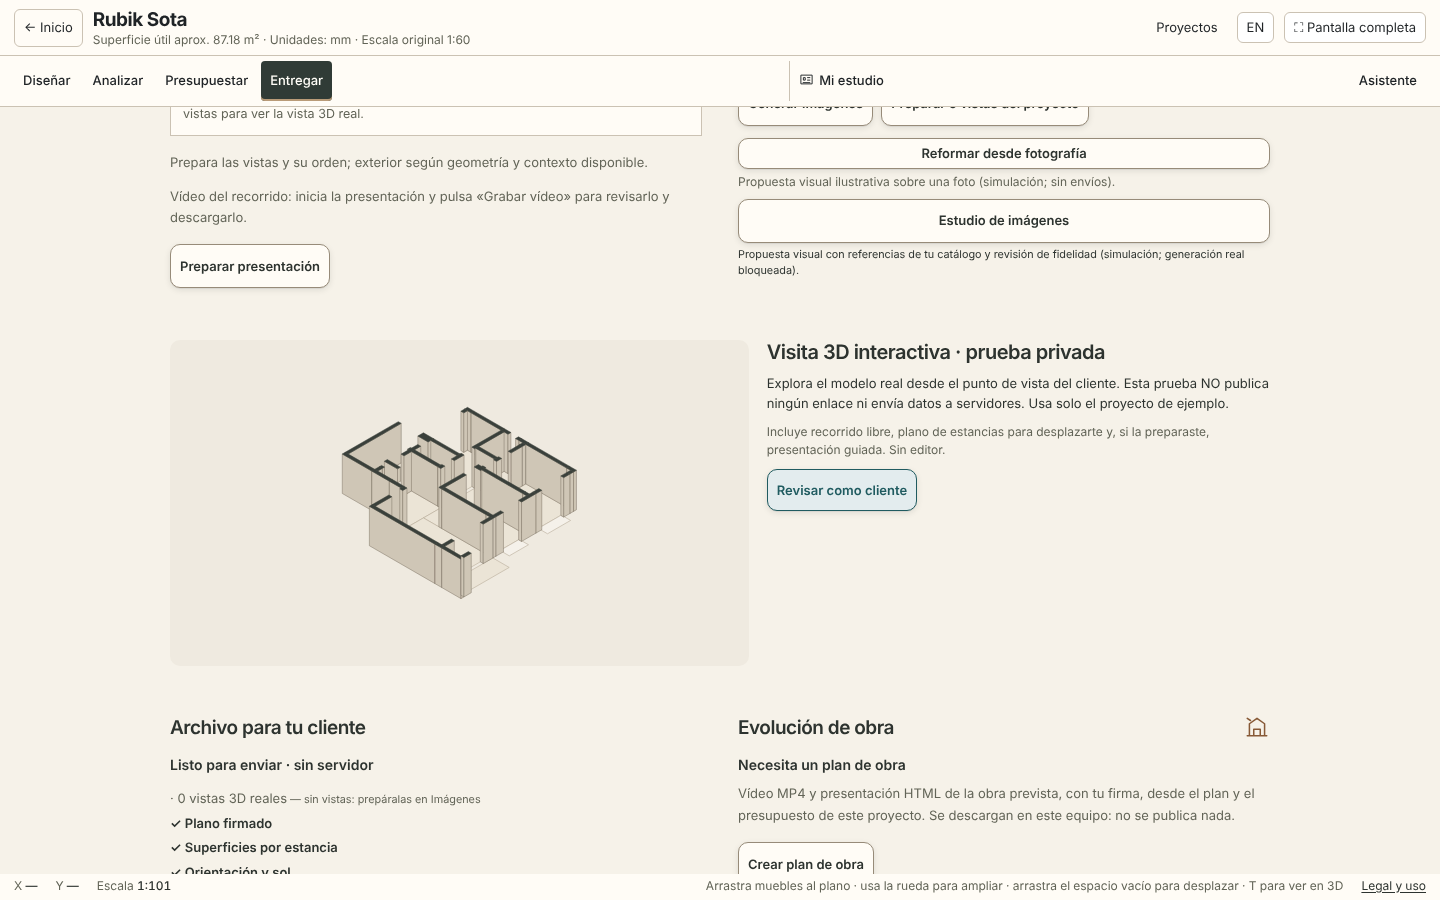 ← Inicio
Rubik Sota
Superficie útil aprox. 87.18 m² · Unidades: mm · Escala original 1:60
Proyectos
EN
Pantalla completa
Diseñar
Analizar
Presupuestar
Entregar
Mi estudio
Asistente
vistas para ver la vista 3D real.
Prepara las vistas y su orden; exterior según geometría y contexto disponible.
Vídeo del recorrido: inicia la presentación y pulsa «Grabar vídeo» para revisarlo y
descargarlo.
Preparar presentación
Reformar desde fotografía
Propuesta visual ilustrativa sobre una foto (simulación; sin envíos).
Estudio de imágenes
Propuesta visual con referencias de tu catálogo y revisión de fidelidad (simulación; generación real
bloqueada).
Visita 3D interactiva · prueba privada
Explora el modelo real desde el punto de vista del cliente. Esta prueba NO publica
ningún enlace ni envía datos a servidores. Usa solo el proyecto de ejemplo.
Incluye recorrido libre, plano de estancias para desplazarte y, si la preparaste,
presentación guiada. Sin editor.
Revisar como cliente
Archivo para tu cliente
Listo para enviar · sin servidor
· 0 vistas 3D reales — sin vistas: prepáralas en Imágenes
✓ Plano firmado
✓ Superficies por estancia
✓ Orientación y sol
Evolución de obra
Necesita un plan de obra
Vídeo MP4 y presentación HTML de la obra prevista, con tu firma, desde el plan y el
presupuesto de este proyecto. Se descargan en este equipo: no se publica nada.
Crear plan de obra
X — Y — Escala 1:101
Arrastra muebles al plano · usa la rueda para ampliar · arrastra el espacio vacío para desplazar · T para ver en 3D
Legal y uso